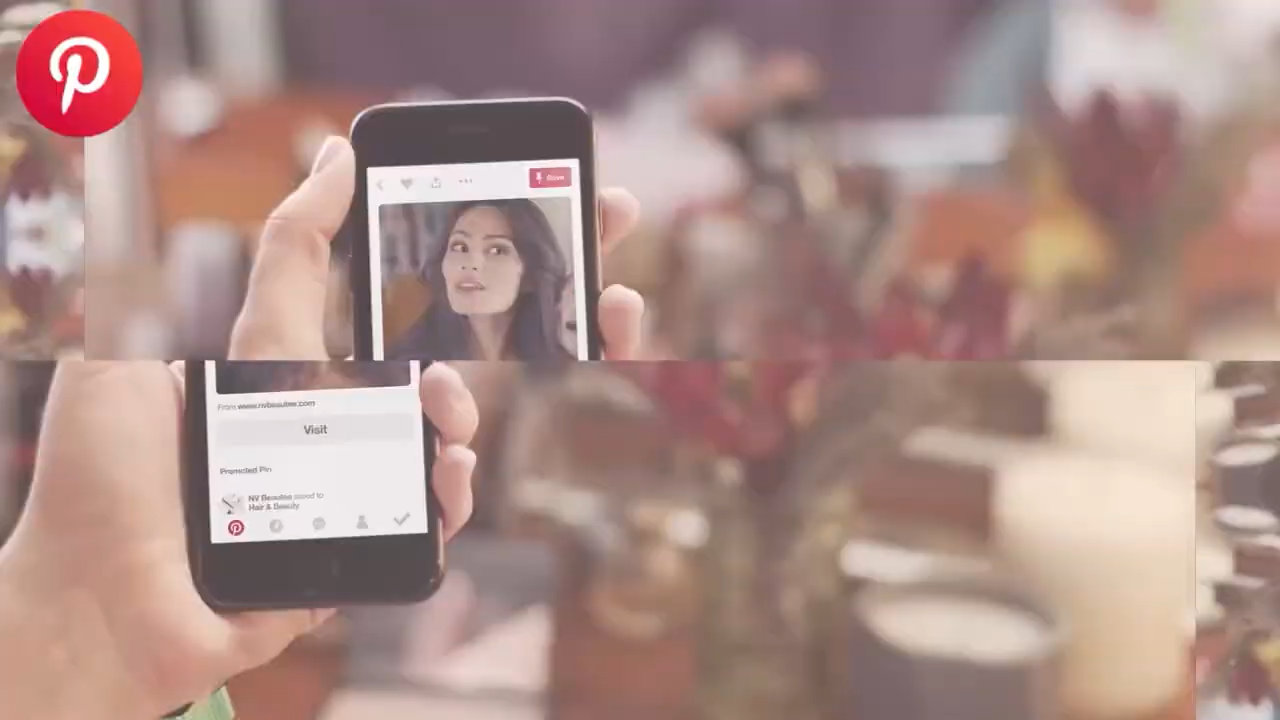 Save
From www.nvbeautee.com
Visit
Promoted Pin
NV Beautee saved to
Hair & Beauty